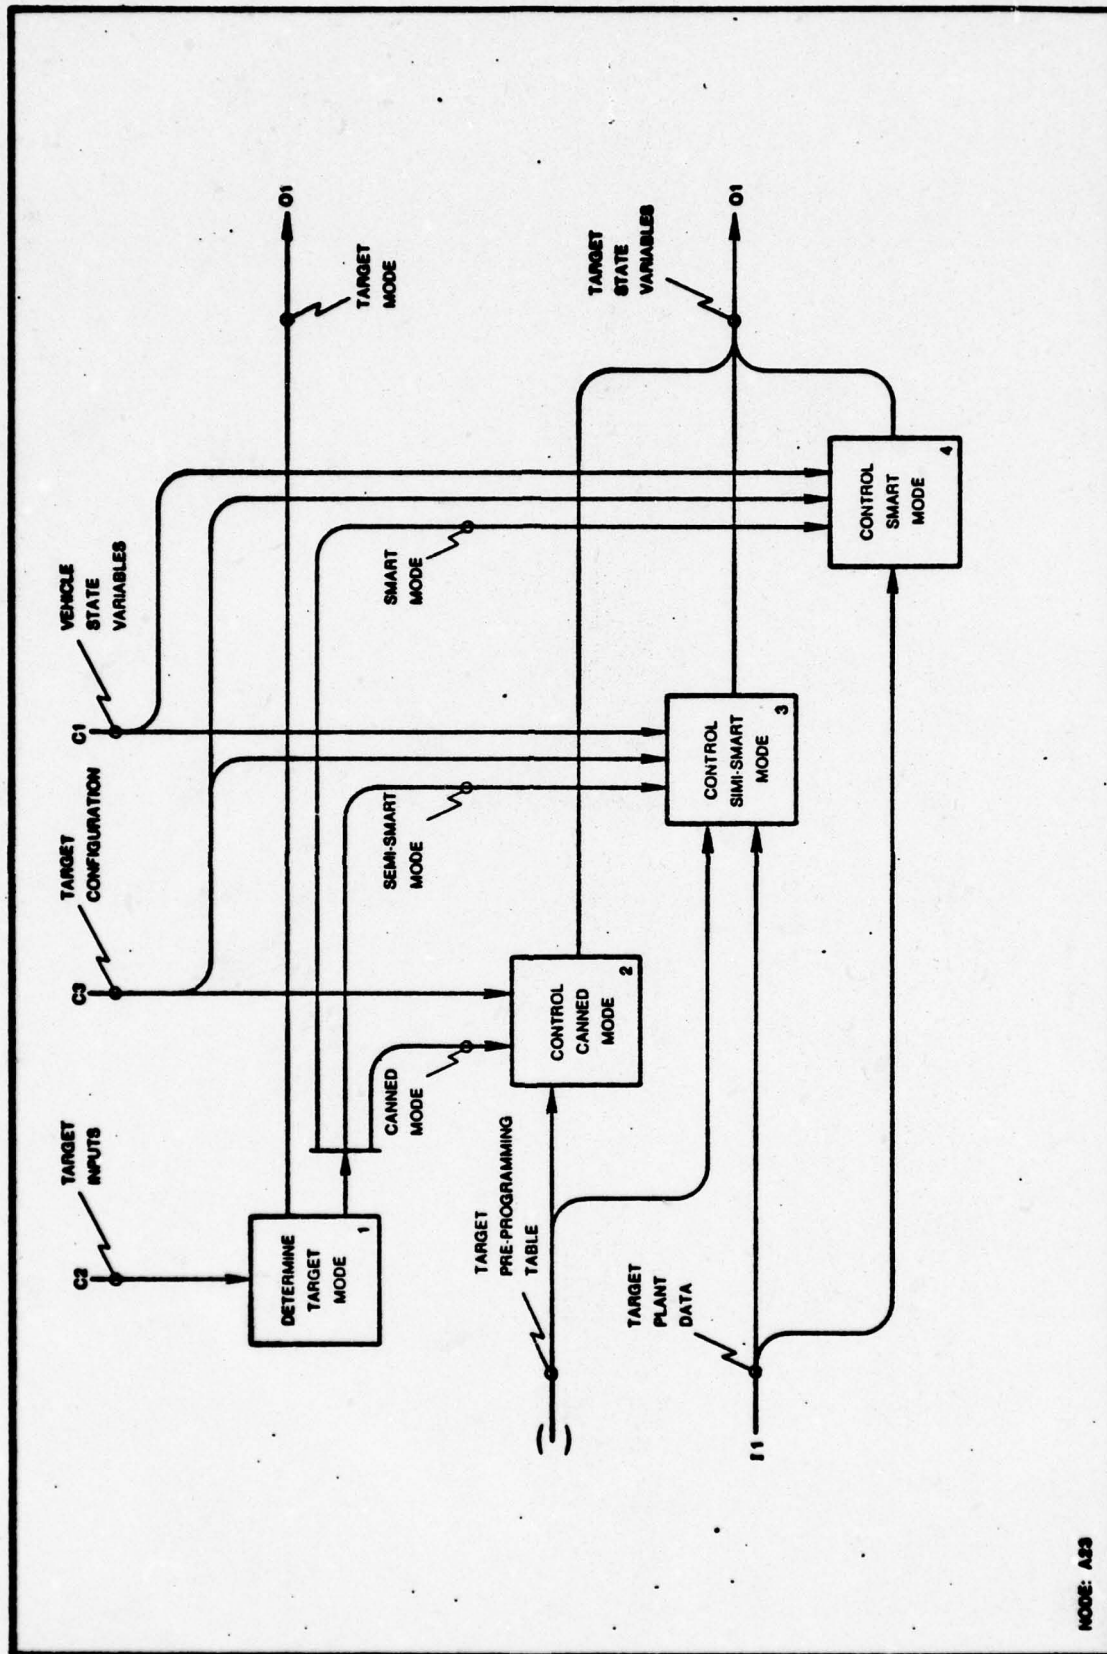 C2
TARGET
INPUTS
C3
TARGET
CONFIGURATION
C1
VEHICLE
STATE
VARIABLES
DETERMINE
TARGET
MODE
1
O1
TARGET
MODE
CANNED
MODE
SEMI-SMART
MODE
SMART
MODE
TARGET
PRE-PROGRAMMING
TABLE
( )
CONTROL
CANNED
MODE
2
TARGET
PLANT
DATA
I1
CONTROL
SIMI-SMART
MODE
3
CONTROL
SMART
MODE
4
TARGET
STATE
VARIABLES
O1
NODE: A23